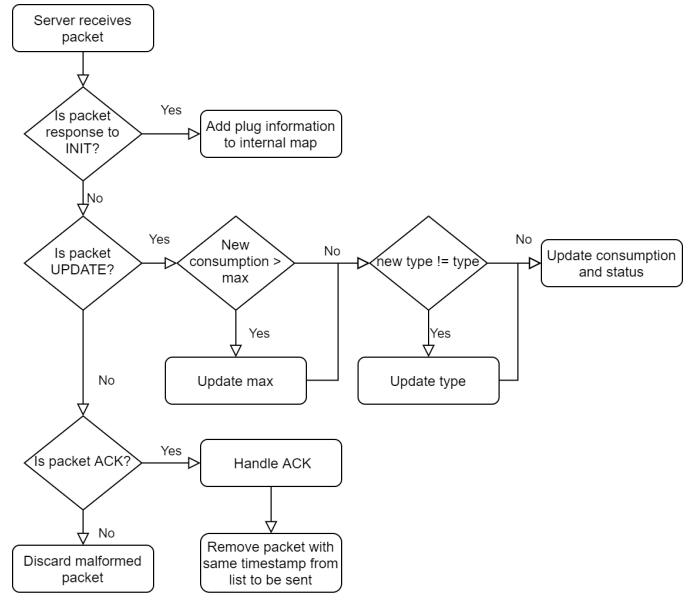 Server receives
packet
Is packet
response to
INIT?
Yes
Add plug information
to internal map
No
Is packet
UPDATE?
Yes
New
consumption >
max
No
new type != type
No
Update consumption
and status
Yes
Update max
Yes
Update type
No
Is packet ACK?
Yes
Handle ACK
No
Discard malformed
packet
Remove packet with
same timestamp from
list to be sent